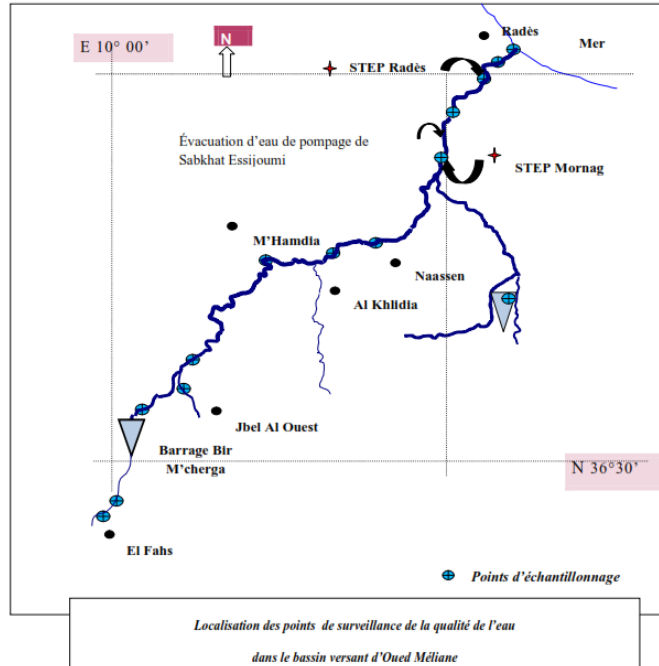 Radès
E 10° 00'
N
Mer
STEP Radès
Évacuation d'eau de pompage de
Sabkhat Essijoumi
STEP Mornag
M'Hamdia
Naassen
Al Khlidia
Jbel Al Ouest
Barrage Bir
M'cherga
N 36°30'
El Fahs
Points d'échantillonnage
Localisation des points de surveillance de la qualité de l'eau
dans le bassin versant d'Oued Méliane